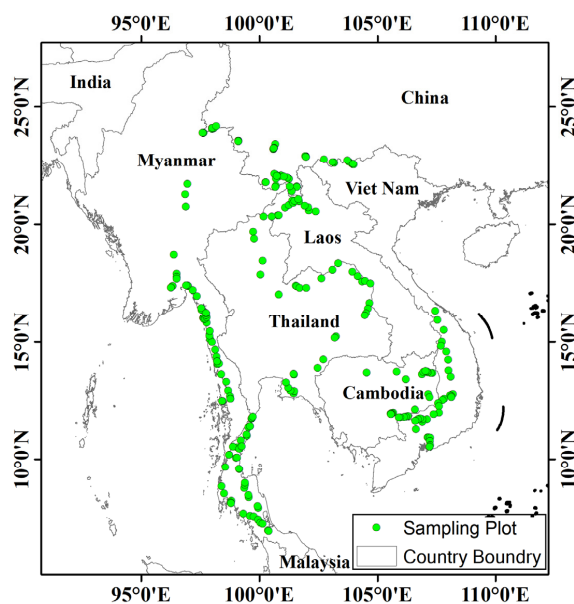 95°0'E 100°0'E 105°0'E 110°0'E
India
China
25°0'N 25°0'N
Myanmar
Viet Nam
20°0'N 20°0'N
Laos
Thailand
15°0'N 15°0'N
Cambodia
10°0'N 10°0'N
Sampling Plot
Country Boundry
Malaysia
95°0'E 100°0'E 105°0'E 110°0'E